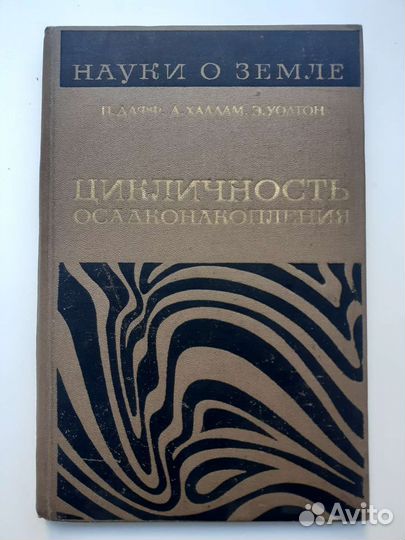 НАУКИ О ЗЕМЛЕ
П. ДАФФ, А. ХАЛЛАМ, Э. УОЛТОН
ЦИКЛИЧНОСТЬ
ОСАДКОНАКОПЛЕНИЯ
Avito